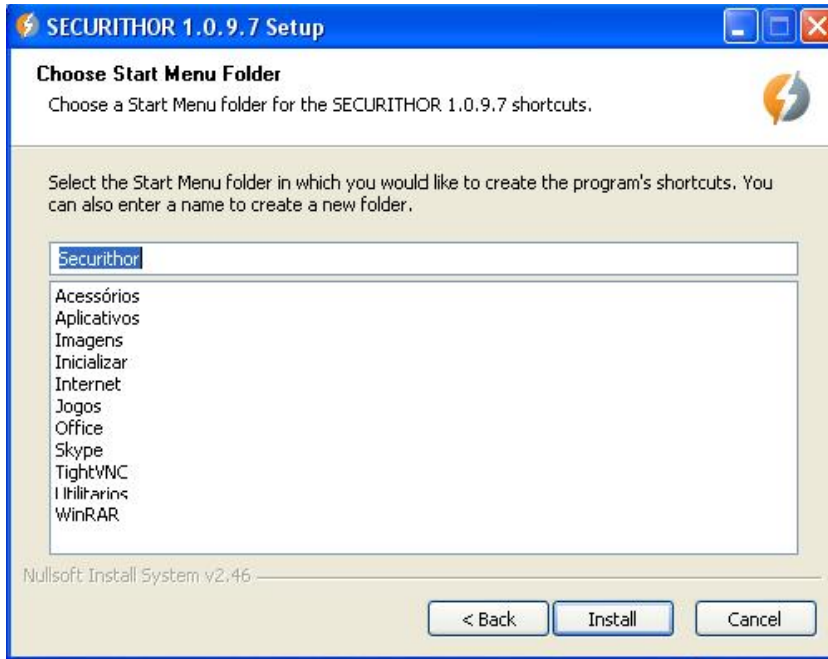 SECURITHOR 1.0.9.7 Setup
Choose Start Menu Folder
Choose a Start Menu folder for the SECURITHOR 1.0.9.7 shortcuts.
Select the Start Menu folder in which you would like to create the program's shortcuts. You
can also enter a name to create a new folder.
Securithor
Acessórios
Aplicativos
Imagens
Inicializar
Internet
Jogos
Office
Skype
TightVNC
Utilitarios
WinRAR
Nullsoft Install System v2.46
< Back
Install
Cancel